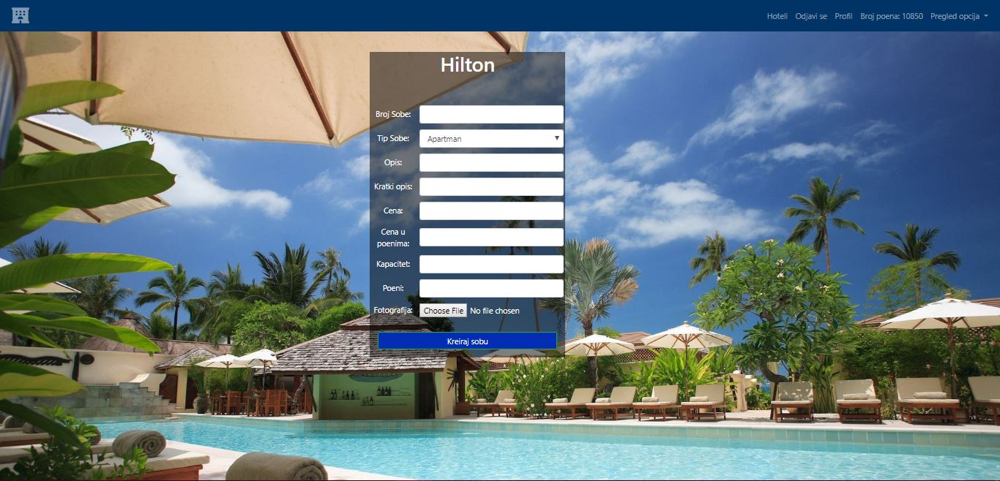 Hoteli Odjavi se Profil Broj poena: 10850 Pregled opcija
Hilton
Broj Sobe:
Tip Sobe: Apartman
Opis:
Kratki opis:
Cena:
Cena u
poenima:
Kapacitet:
Poeni:
Fotografija: Choose File No file chosen
Kreiraj sobu